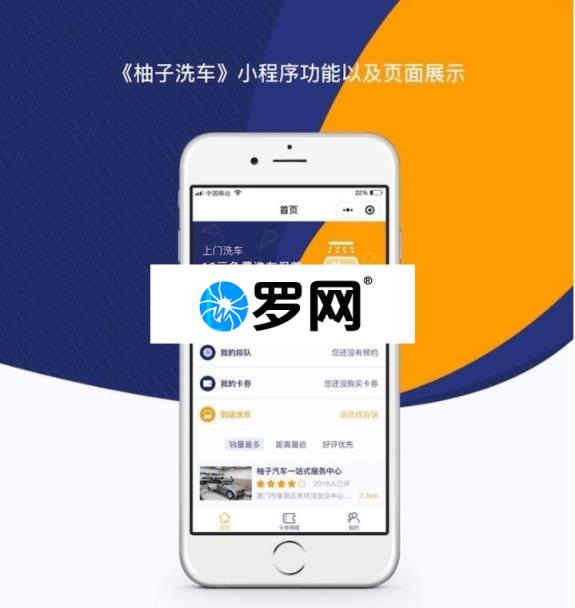 《柚子洗车》小程序功能以及页面展示
中国移动
22%
首页
上门洗车
罗网®
我的排队
您还没有预约
我的卡券
您还没购买卡券
到店洗车
请选择店铺
销量最多
距离最近
好评优先
柚子汽车一站式服务中心
2018人已评
厦门市集美区杏林湾营运中心...
2.3km
首页
卡券商城
我的